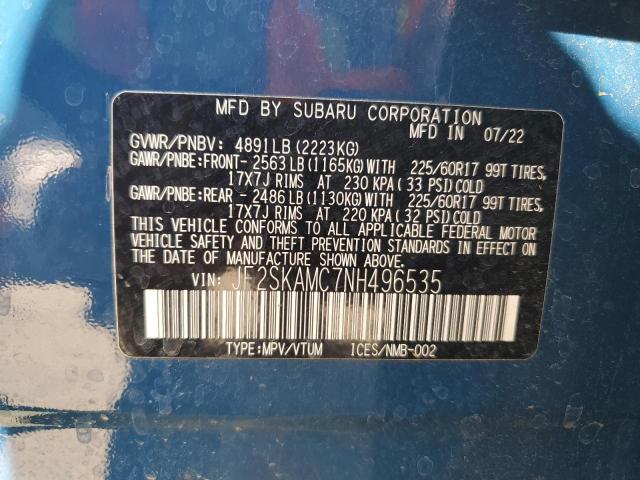 MFD BY SUBARU CORPORATION
MFD IN 07/22
GVWR/PNBV: 4891LB (2223KG)
GAWR/PNBE:FRONT- 2563 LB (1165KG) WITH 225/60R17 99T TIRES,
17X7J RIMS AT 230 KPA ( 33 PSI) COLD
GAWR/PNBE:REAR - 2486 LB (1130KG) WITH 225/60R17 99T TIRES,
17X7J RIMS AT 220 KPA ( 32 PSI) COLD
THIS VEHICLE CONFORMS TO ALL APPLICABLE FEDERAL MOTOR
VEHICLE SAFETY AND THEFT PREVENTION STANDARDS IN EFFECT ON
THE DATE OF MANUFACTURE SHOWN ABOVE.
VIN: JF2SKAMC7NH496535
TYPE:MPV/VTUM ICES/NMB-002